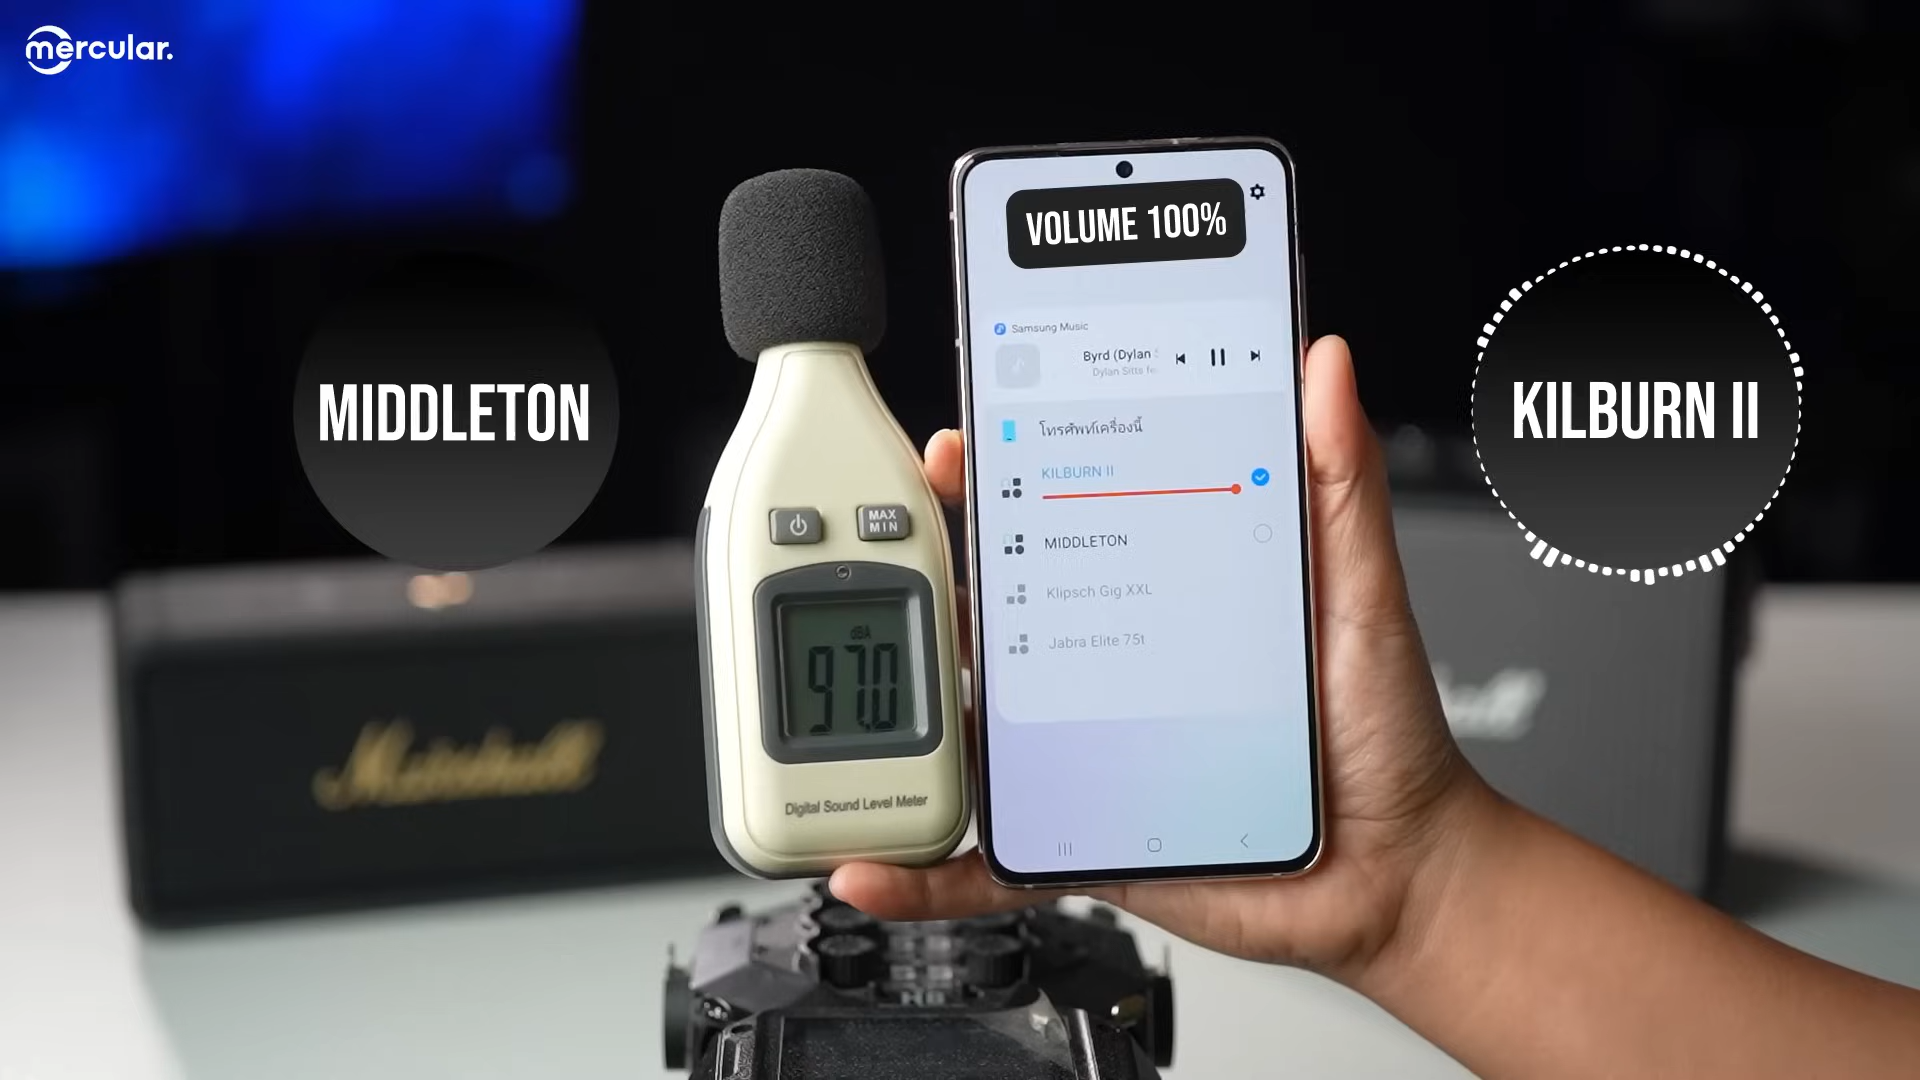 mercular.
VOLUME 100%
Samsung Music
Byrd (Dylan S
Dylan Sitts fe
โทรศัพท์เครื่องนี้
KILBURN II
MIDDLETON
Klipsch Gig XXL
Jabra Elite 75t
MIDDLETON
KILBURN II
MAX
MIN
dBA
97.0
Digital Sound Level Meter
Marshall
H8